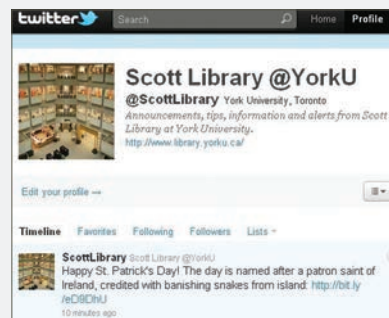 twitter
Search
Home
Profile
Scott Library @YorkU
@ScottLibrary York University, Toronto
Announcements, tips, information and alerts from Scott
Library at York University.
http://www.library.yorku.ca/
Edit your profile →
Timeline Favorites Following Followers Lists
ScottLibrary Scott Library @YorkU
Happy St. Patrick's Day! The day is named after a patron saint of
Ireland, credited with banishing snakes from island: http://bit.ly
/eD9DhU
10 minutes ago